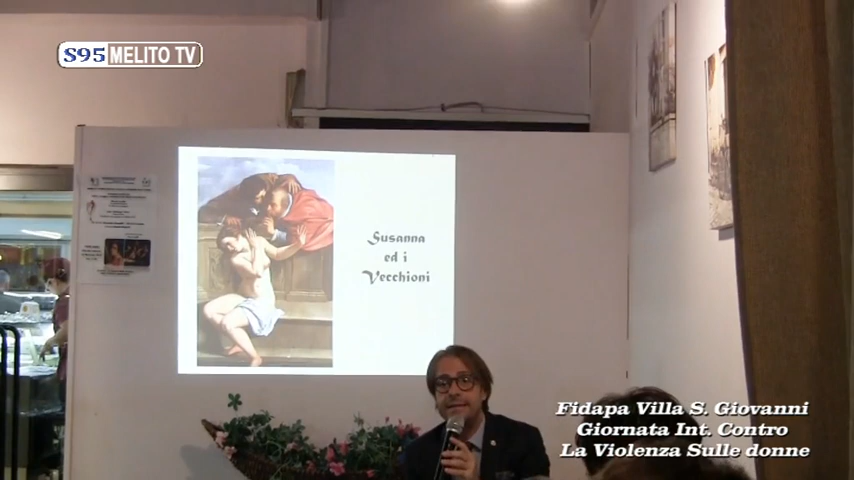 S95 MELITO TV
Susanna
ed i
Vecchioni
Fidapa Villa S. Giovanni
Giornata Int. Contro
La Violenza Sulle donne